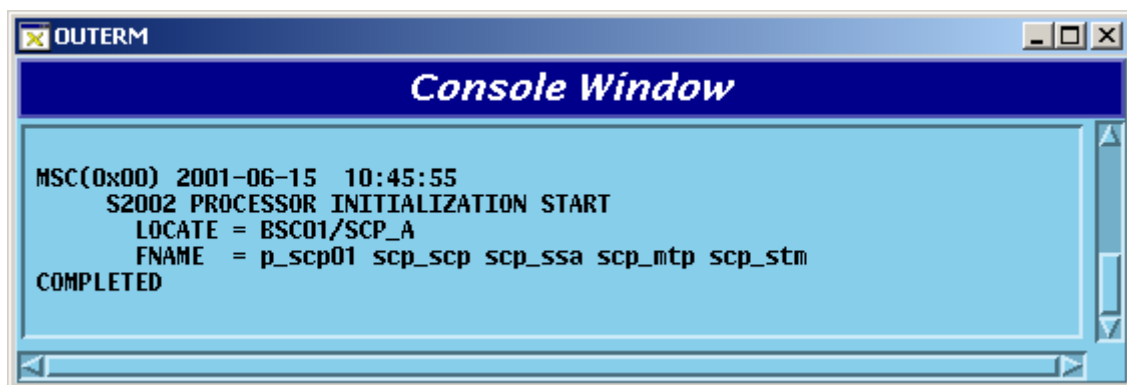 OUTERM
Console Window
MSC(0x00) 2001-06-15  10:45:55
S2002 PROCESSOR INITIALIZATION START
LOCATE = BSC01/SCP_A
FNAME  = p_scp01 scp_scp scp_ssa scp_mtp scp_stm
COMPLETED